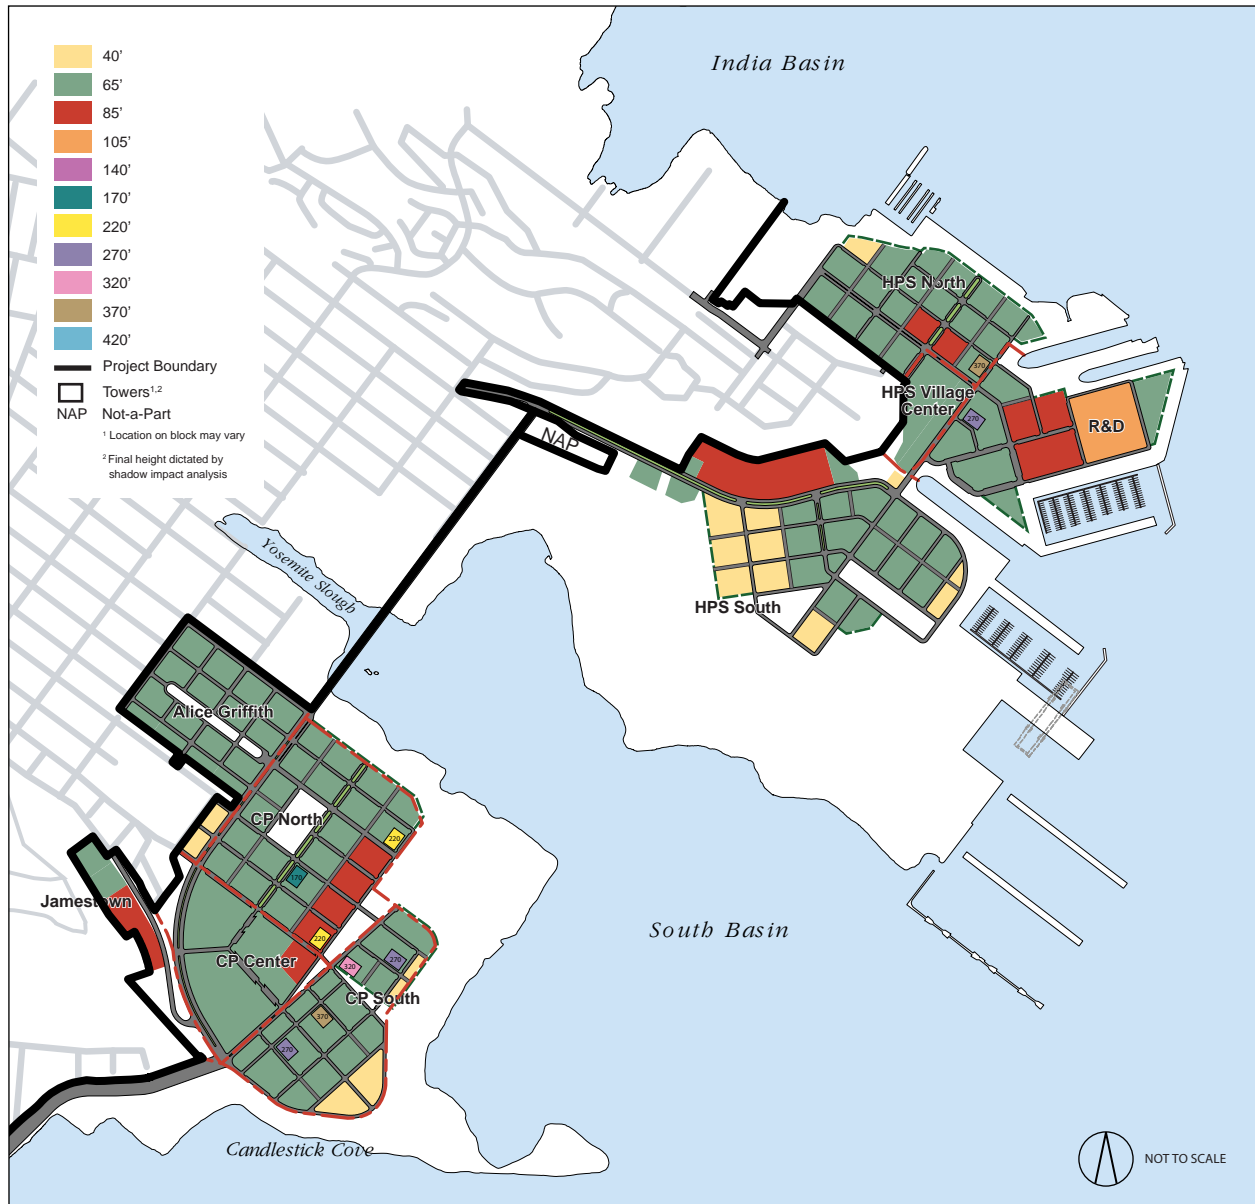 India Basin
40’
65’
85’
105’
140’
170’
220’
270’
320’
370’
420’
Project Boundary
Towers¹,²
NAP Not-a-Part
¹ Location on block may vary
² Final height dictated by
shadow impact analysis
HPS North
370
HPS Village
Center
270
R&D
NAP
Yosemite Slough
HPS South
Alice Griffith
CP North
220
170
Jamestown
220
CP Center
270
320
CP South
370
270
South Basin
Candlestick Cove
NOT TO SCALE